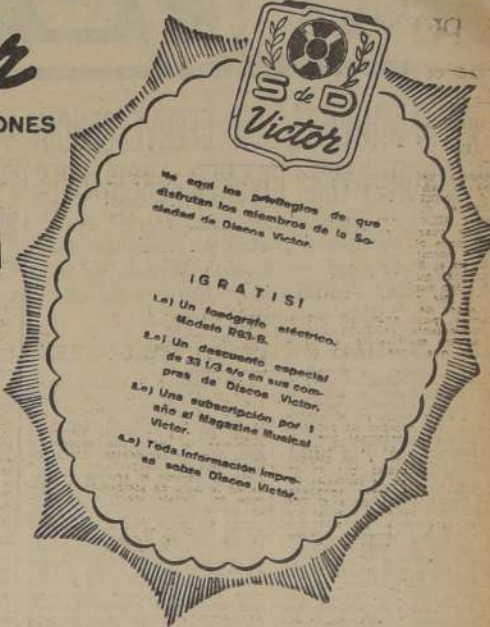 ONES
S de D
Victor
He aquí los privilegios de que
disfrutan los miembros de la So-
ciedad de Discos Victor.
¡GRATIS!
1.o) Un fonógrafo eléctrico,
Modelo R93-B.
2.o) Un descuento especial
de 33 1/3 o/o en sus com-
pras de Discos Victor.
3.o) Una subscripción por 1
año al Magazine Musical
Victor.
4.o) Toda información impre-
sa sobre Discos Victor.